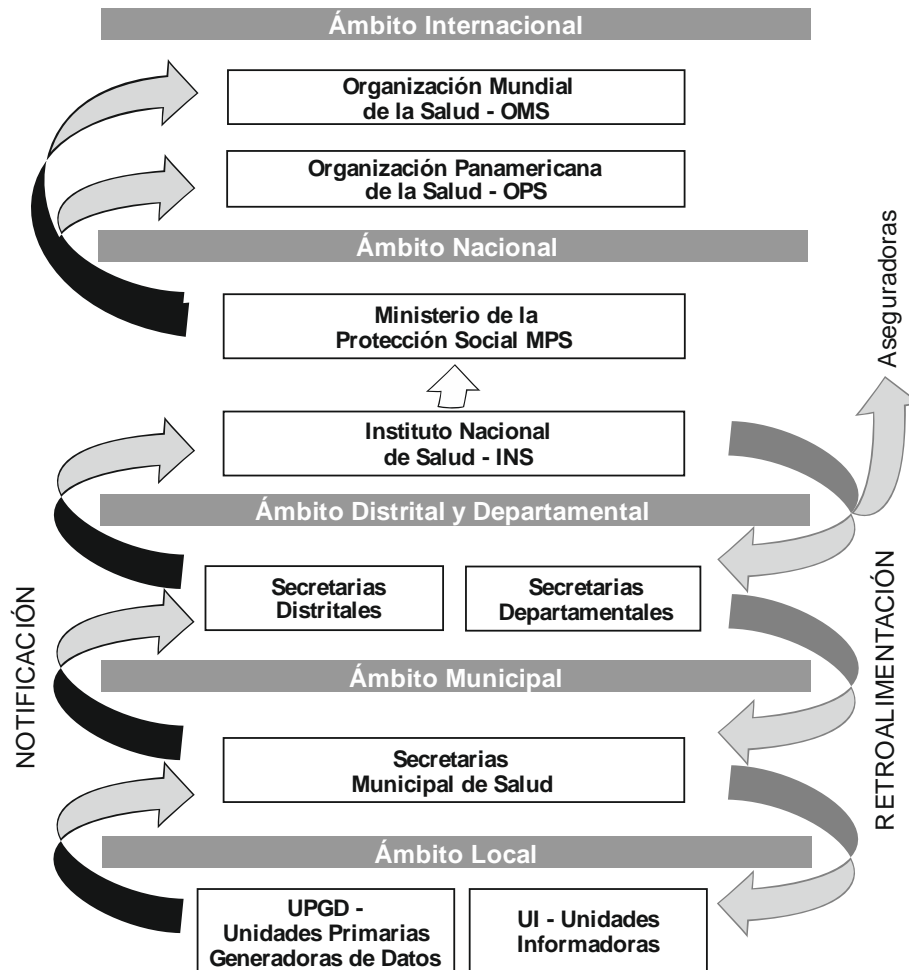 Ámbito Internacional
Organización Mundial
de la Salud - OMS
Organización Panamericana
de la Salud - OPS
Ámbito Nacional
Ministerio de la
Protección Social MPS
Aseguradoras
Instituto Nacional
de Salud - INS
Ámbito Distrital y Departamental
Secretarias
Distritales
Secretarias
Departamentales
NOTIFICACIÓN
RETROALIMENTACIÓN
Ámbito Municipal
Secretarias
Municipal de Salud
Ámbito Local
UPGD -
Unidades Primarias
Generadoras de Datos
UI - Unidades
Informadoras